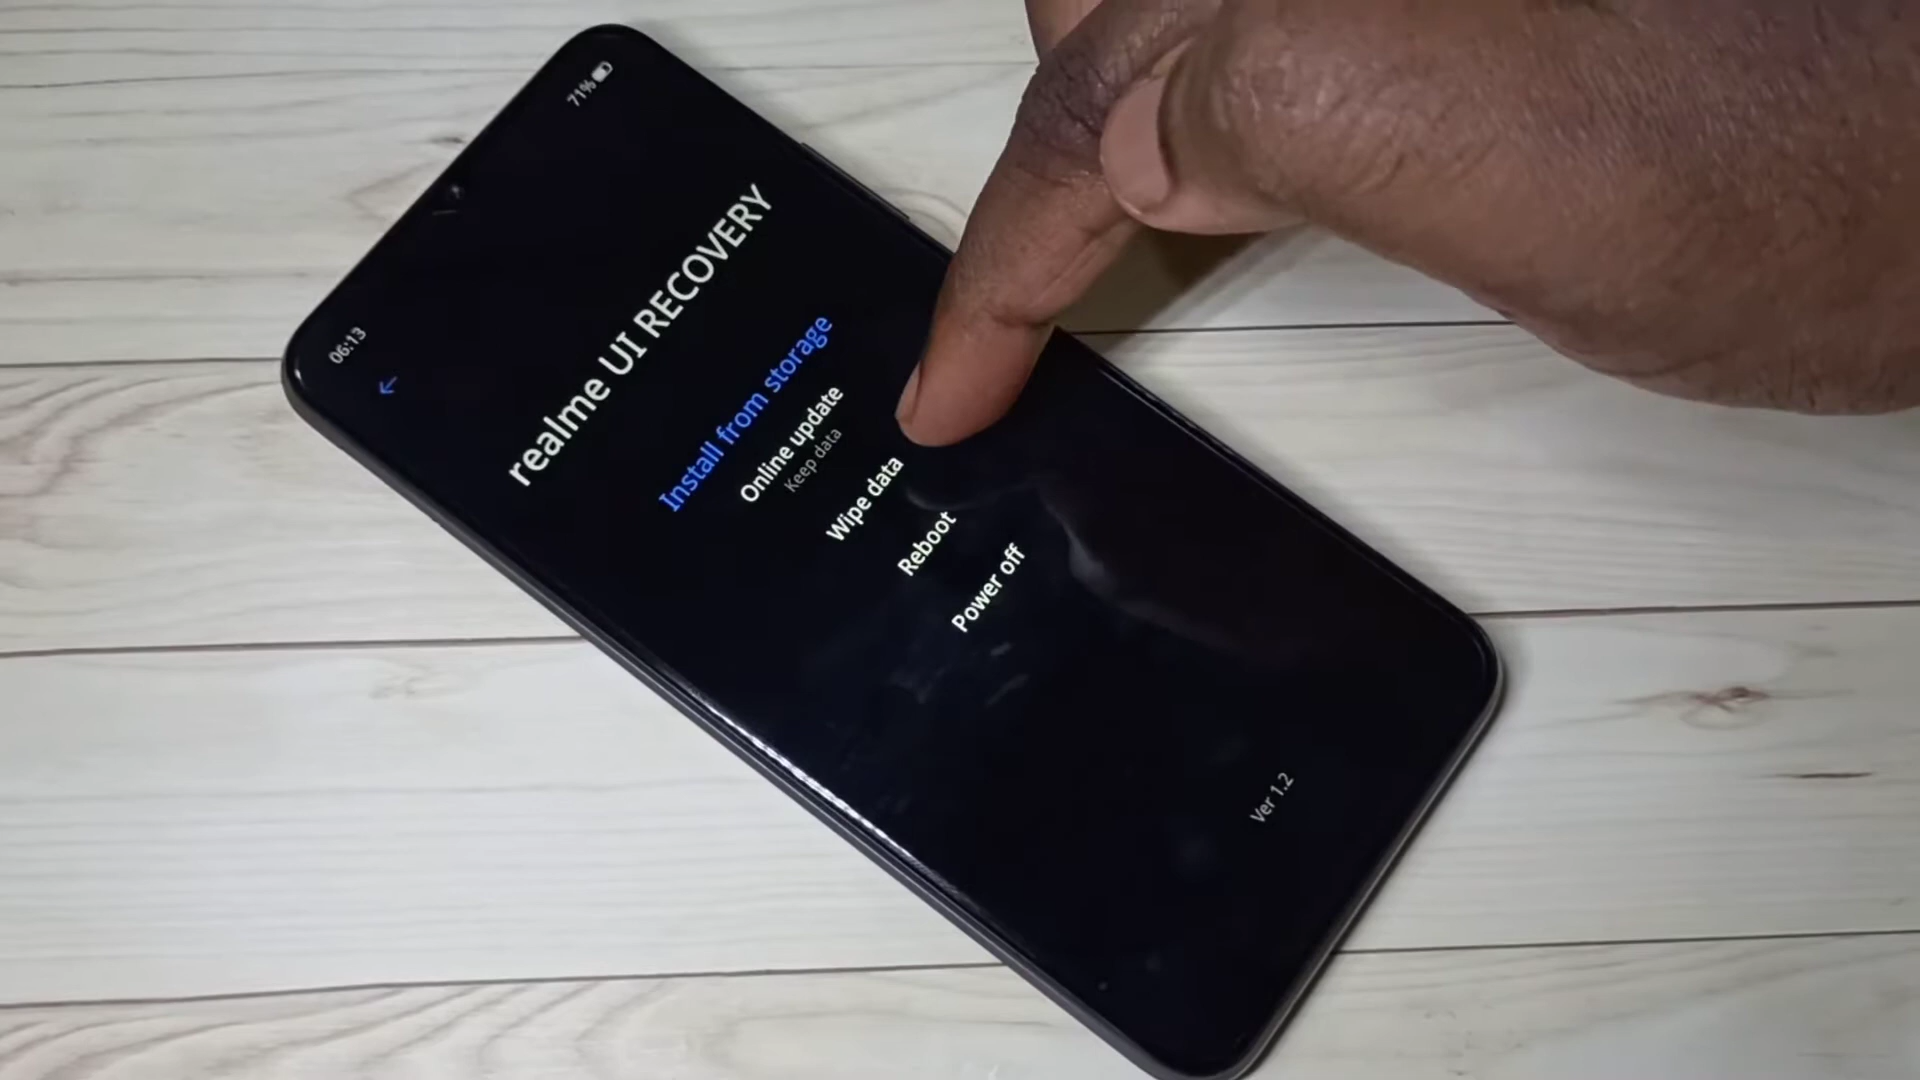 06:13
71%
←
realme UI RECOVERY
Install from storage
Online update
Keep data
Wipe data
Reboot
Power off
Ver 1.2